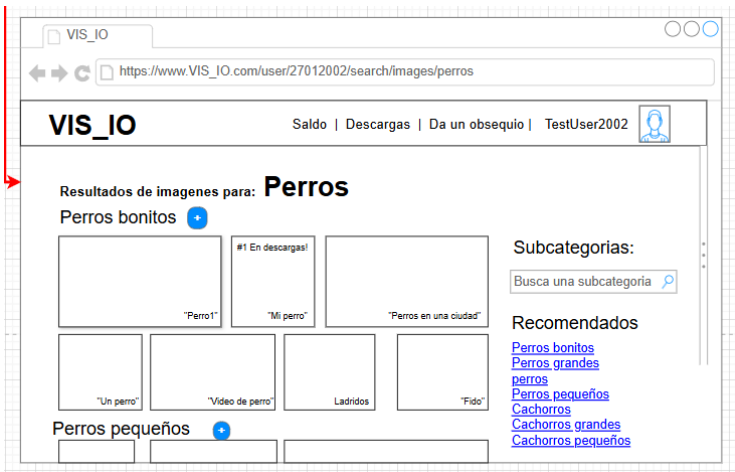 VIS_IO
https://www.VIS_IO.com/user/27012002/search/images/perros
VIS_IO
Saldo | Descargas | Da un obsequio | TestUser2002
Resultados de imagenes para: Perros
Perros bonitos +
#1 En descargas!
"Perro1"
"Mi perro"
"Perros en una ciudad"
"Un perro"
"Video de perro"
Ladridos
"Fido"
Perros pequeños +
Subcategorias:
Busca una subcategoria
Recomendados
Perros bonitos
Perros grandes
perros
Perros pequeños
Cachorros
Cachorros grandes
Cachorros pequeños